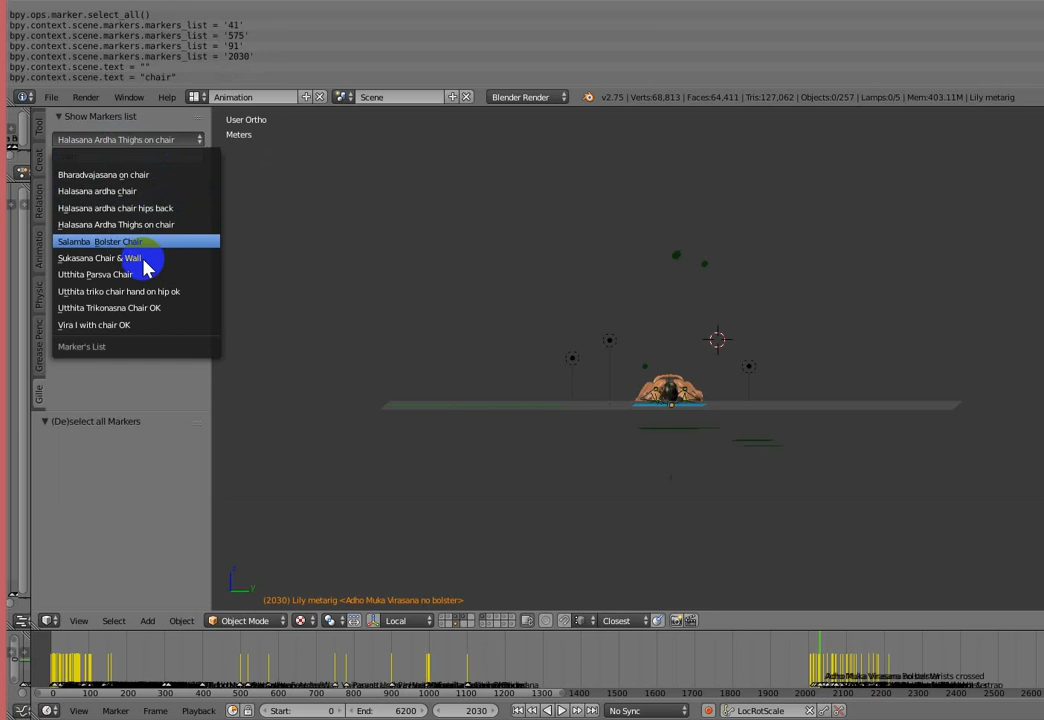 bpy.ops.marker.select_all()
bpy.context.scene.markers.markers_list = '41'
bpy.context.scene.markers.markers_list = '575'
bpy.context.scene.markers.markers_list = '91'
bpy.context.scene.markers.markers_list = '2030'
bpy.context.scene.text = ""
bpy.context.scene.text = "chair"
File Render Window Help Animation Scene Blender Render v2.75 | Verts:68,813 | Faces:64,411 | Tris:127,062 | Objects:0/257 | Lamps:0/5 | Mem:403.11M | Lily metarig
Show Markers list
Halasana Ardha Thighs on chair
Bharadvajasana on chair
Halasana ardha chair
Halasana ardha chair hips back
Halasana Ardha Thighs on chair
Salamba Bolster Chair
Sukasana Chair & Wall
Utthita Parsva Chair
Utthita triko chair hand on hip ok
Utthita Trikonasna Chair OK
Vira I with chair OK
Marker's List
(De)select all Markers
Tool
Creat
Relation
Animatio
Physic
Grease Penc
Gille
User Ortho
Meters
z
y
(2030) Lily metarig <Adho Muka Virasana no bolster>
View Select Add Object Object Mode Local Closest
0 100 200 300 400 500 600 700 800 900 1000 1100 1200 1300 1400 1500 1600 1700 1800 1900 2000 2100 2200 2300 2400 2500 2600
View Marker Frame Playback Start: 0 End: 6200 2030 No Sync LocRotScale